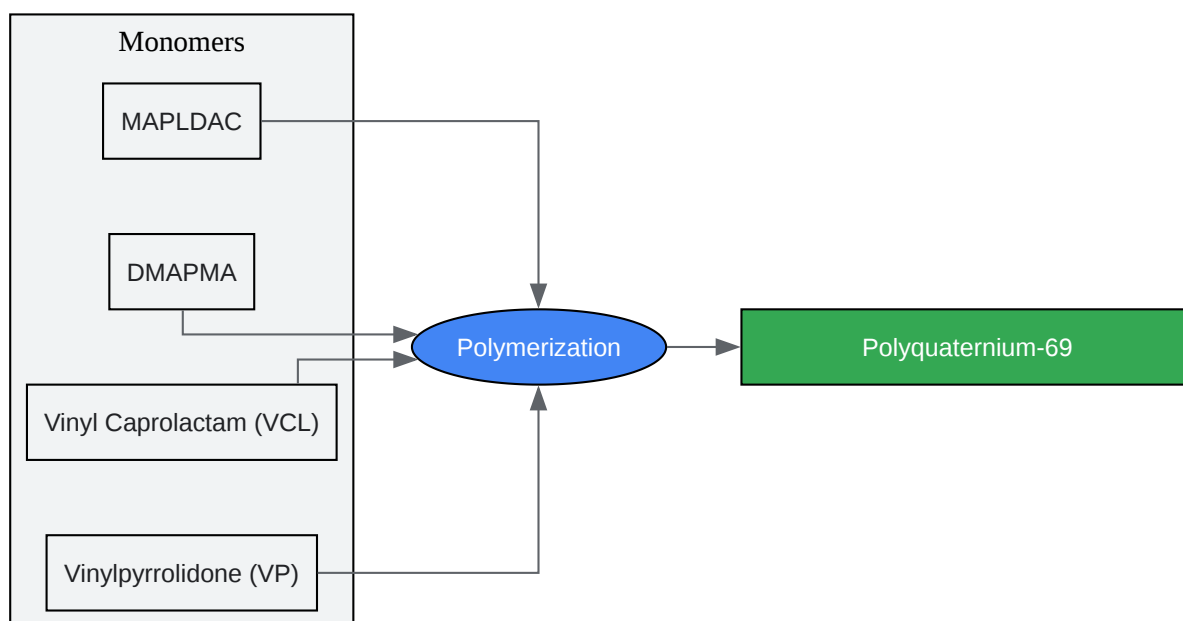 Monomers
MAPLDAC
DMAPMA
Polymerization
Polyquaternium-69
Vinyl Caprolactam (VCL)
Vinylpyrrolidone (VP)